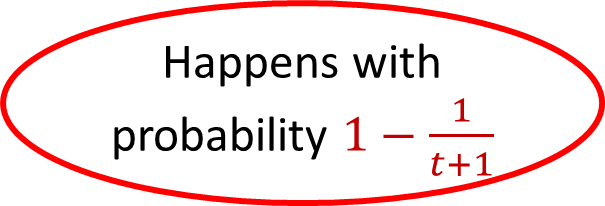 Happens with
probability 1 − 1/(t+1)